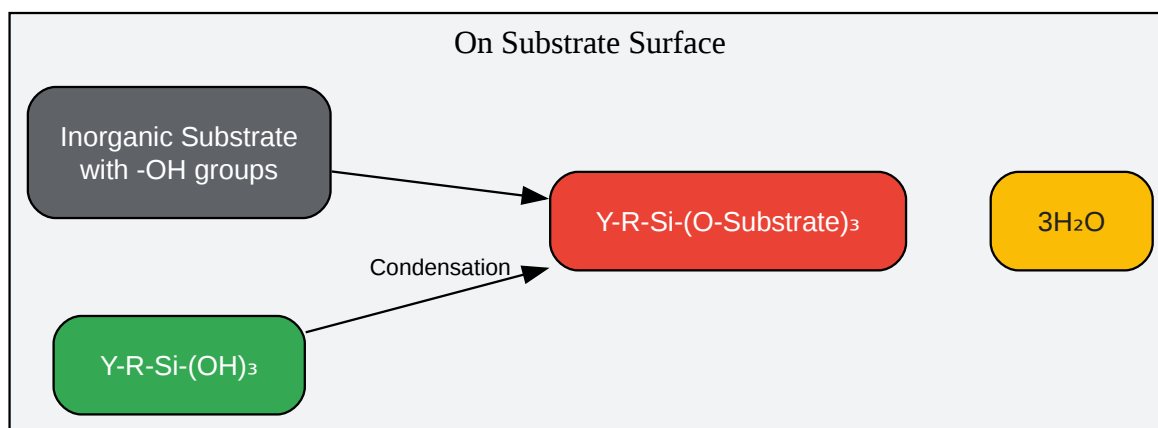 On Substrate Surface
Inorganic Substrate
with -OH groups
Y-R-Si-(O-Substrate)₃
3H₂O
Condensation
Y-R-Si-(OH)₃